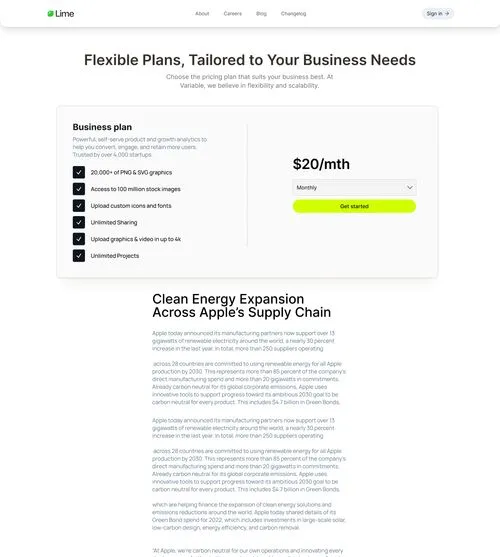 Lime
About
Careers
Blog
Changelog
Sign in →
Flexible Plans, Tailored to Your Business Needs
Choose the pricing plan that suits your business best. At
Variable, we believe in flexibility and scalability.
Business plan
Powerful, self-serve product and growth analytics to
help you convert, engage, and retain more users.
Trusted by over 4,000 startups
20,000+ of PNG & SVG graphics
Access to 100 million stock images
Upload custom icons and fonts
Unlimited Sharing
Upload graphics & video in up to 4k
Unlimited Projects
$20/mth
Monthly
Get started
Clean Energy Expansion
Across Apple's Supply Chain
Apple today announced its manufacturing partners now support over 13
gigawatts of renewable electricity around the world, a nearly 30 percent
increase in the last year. In total, more than 250 suppliers operating
across 28 countries are committed to using renewable energy for all Apple
production by 2030. This represents more than 85 percent of the company's
direct manufacturing spend and more than 20 gigawatts in commitments.
Already carbon neutral for its global corporate emissions, Apple uses
innovative tools to support progress toward its ambitious 2030 goal to be
carbon neutral for every product. This includes $4.7 billion in Green Bonds,
Apple today announced its manufacturing partners now support over 13
gigawatts of renewable electricity around the world, a nearly 30 percent
increase in the last year. In total, more than 250 suppliers operating
across 28 countries are committed to using renewable energy for all Apple
production by 2030. This represents more than 85 percent of the company's
direct manufacturing spend and more than 20 gigawatts in commitments.
Already carbon neutral for its global corporate emissions, Apple uses
innovative tools to support progress toward its ambitious 2030 goal to be
carbon neutral for every product. This includes $4.7 billion in Green Bonds,
which are helping finance the expansion of clean energy solutions and
emissions reductions around the world. Apple today shared details of its
Green Bond spend for 2022, which includes investments in large-scale solar,
low-carbon design, energy efficiency, and carbon removal.
"At Apple, we're carbon neutral for our own operations and innovating every